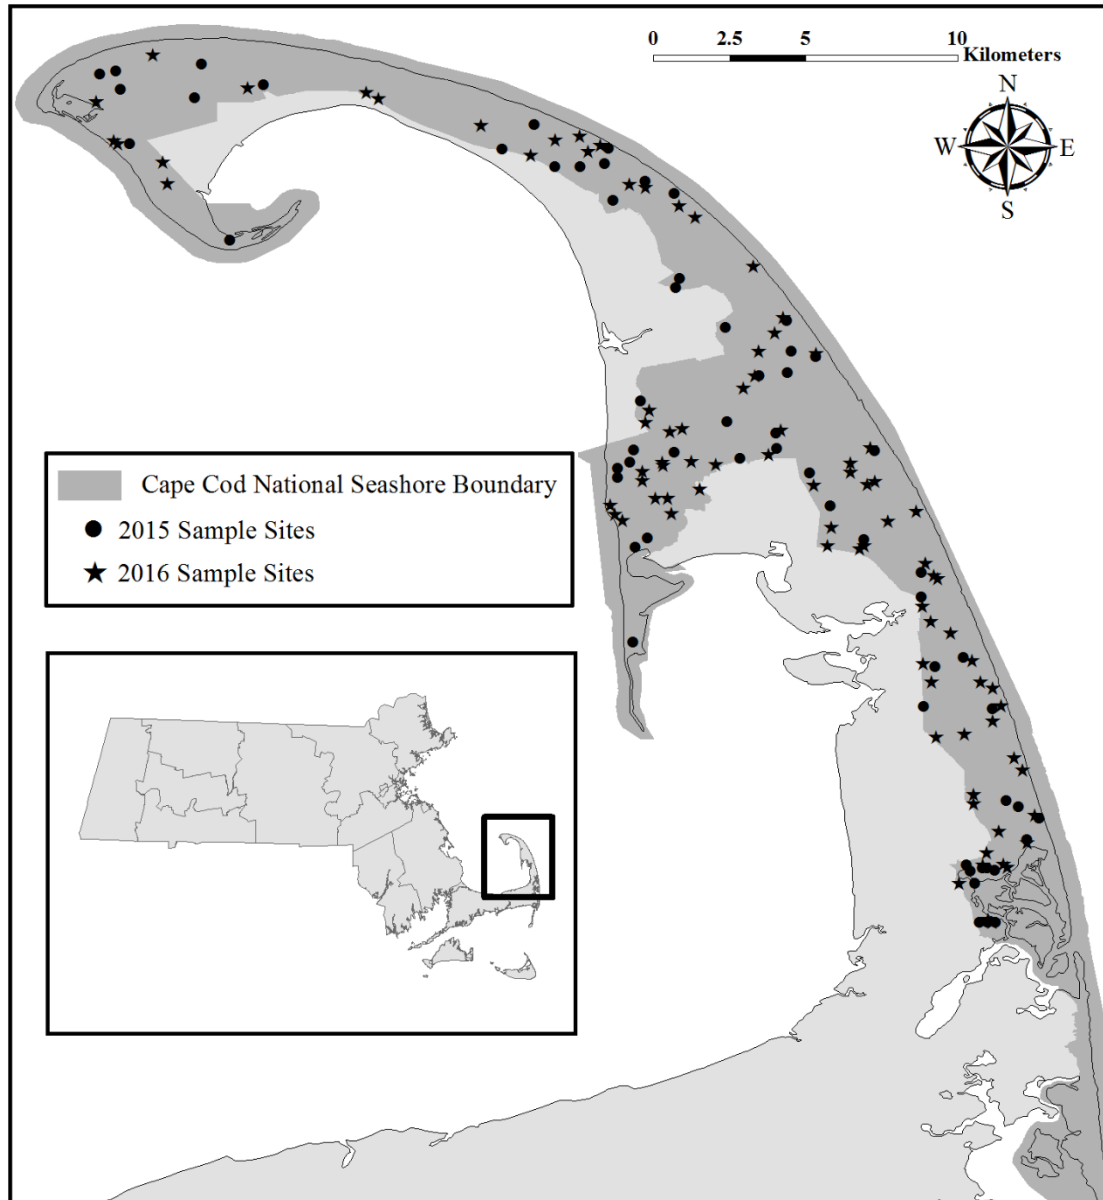 0 2.5 5 10
Kilometers
N
W E
S
Cape Cod National Seashore Boundary
2015 Sample Sites
2016 Sample Sites